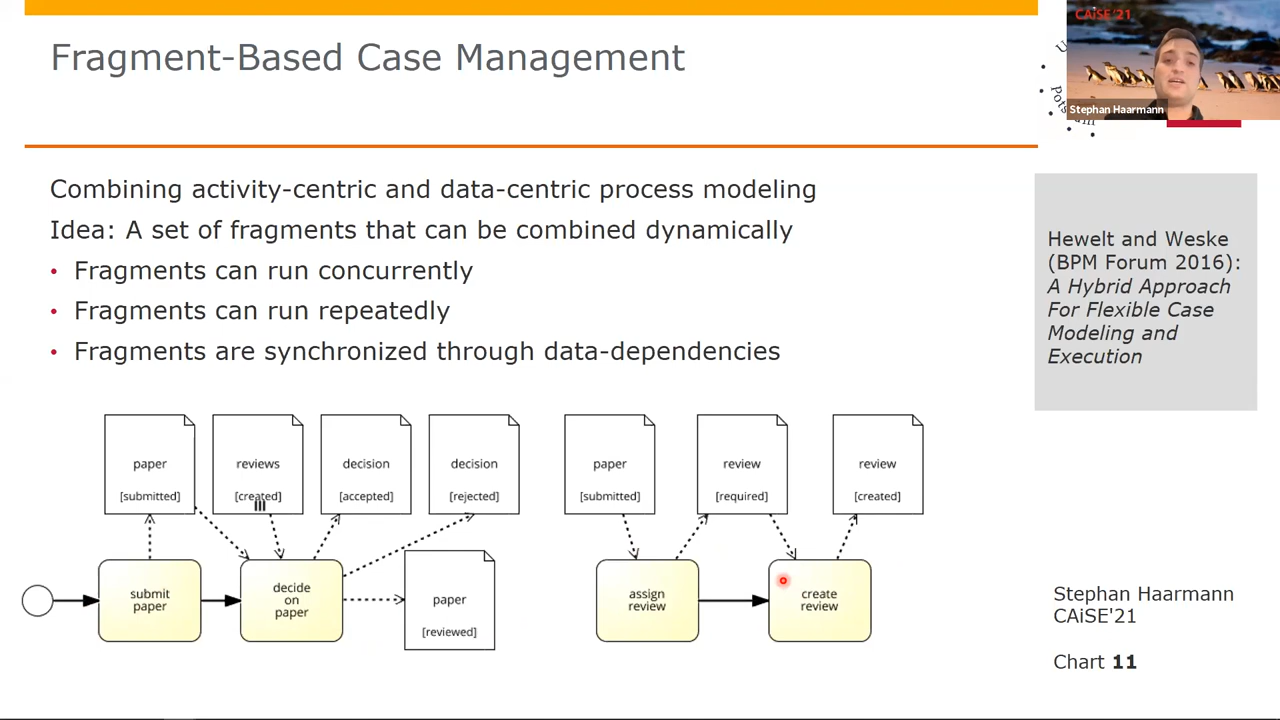 Fragment-Based Case Management
CAiSE'21
Stephan Haarmann
Combining activity-centric and data-centric process modeling
Idea: A set of fragments that can be combined dynamically
• Fragments can run concurrently
• Fragments can run repeatedly
• Fragments are synchronized through data-dependencies
Hewelt and Weske
(BPM Forum 2016):
A Hybrid Approach
For Flexible Case
Modeling and
Execution
paper
[submitted]
reviews
[created]
decision
[accepted]
decision
[rejected]
paper
[submitted]
review
[required]
review
[created]
submit
paper
decide
on
paper
paper
[reviewed]
assign
review
create
review
Stephan Haarmann
CAiSE'21
Chart 11